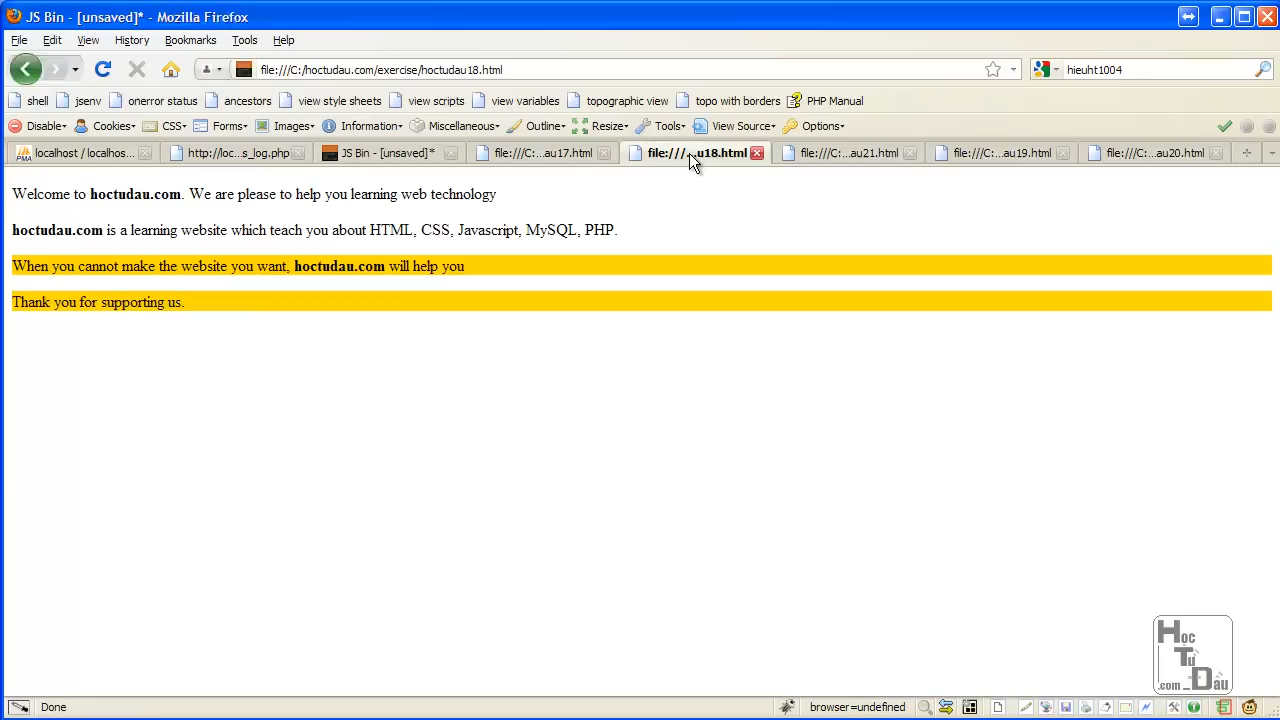 JS Bin - [unsaved]* - Mozilla Firefox
File Edit View History Bookmarks Tools Help
file:///C:/hoctudau.com/exercise/hoctudau18.html hieuht1004
shell jsenv onerror status ancestors view style sheets view scripts view variables topographic view toto with borders PHP Manual
Disable Cookies CSS Forms Images Information Miscellaneous Outline Resize Tools View Source Options
PMA localhost / localhos... http://loc...s_log.php JS Bin - [unsaved]* file:///C:...au17.html file:///...u18.html file:///C:...au21.html file:///C:...au19.html file:///C:...au20.html
Welcome to hoctudau.com. We are please to help you learning web technology
hoctudau.com is a learning website which teach you about HTML, CSS, Javascript, MySQL, PHP.
When you cannot make the website you want, hoctudau.com will help you
Thank you for supporting us.
Hoc
Tu
.com _ Dau
Done browser=undefined